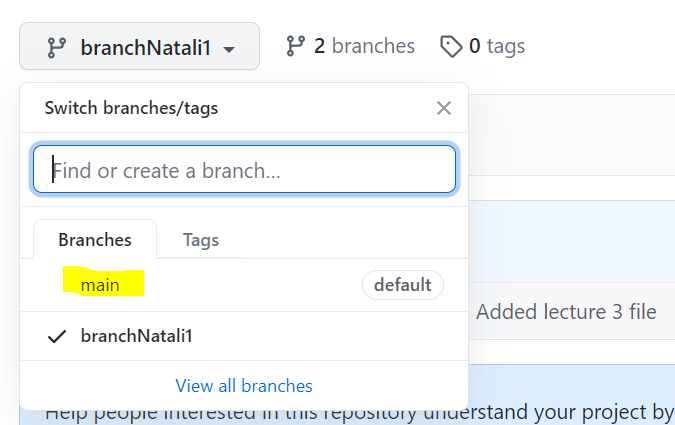 branchNatali1
2 branches
0 tags
Switch branches/tags
Find or create a branch...
Branches
Tags
main
default
branchNatali1
Added lecture 3 file
View all branches
Help people interested in this repository understand your project by